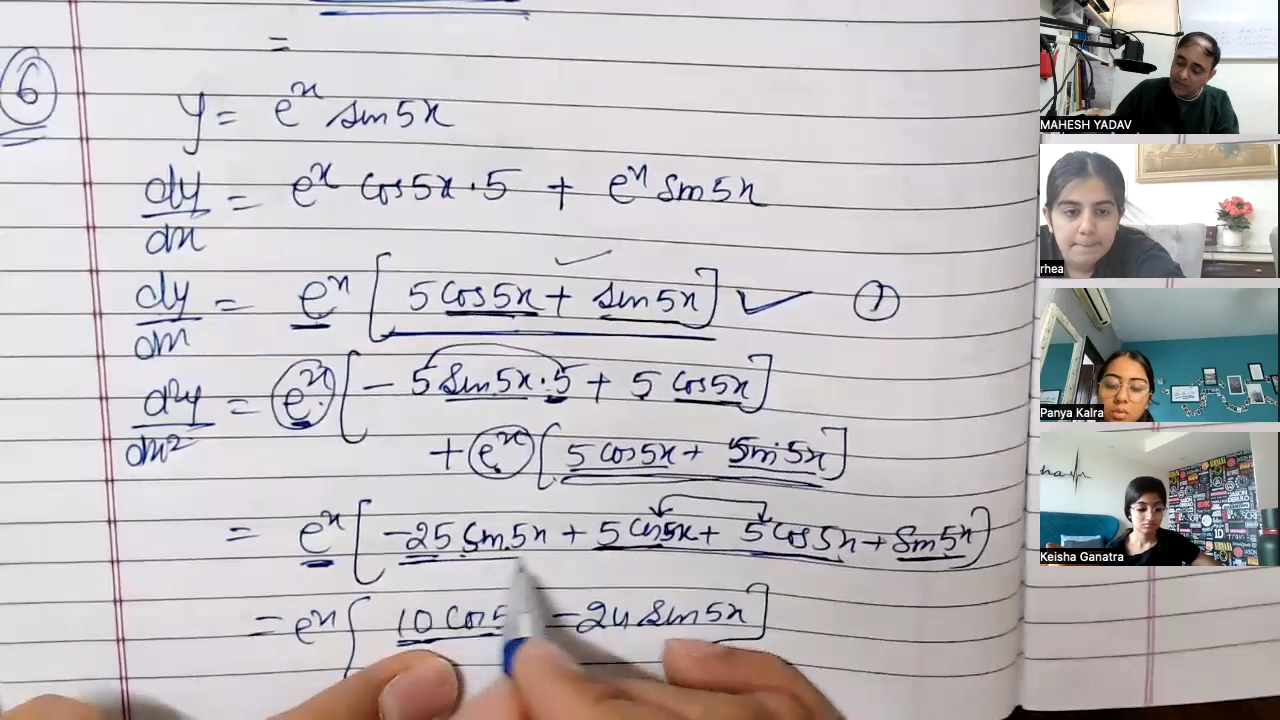 =
6
y = e^x sin5x
dy/dx = e^x cos5x·5 + e^x sin5x
dy/dx = e^x [5cos5x + sin5x] ✓ 1
d²y/dx² = e^x [- 5 sin5x·5 + 5 cos5x]
+ e^x [5 cos5x + sin5x]
= e^x [-25 sin5x + 5 cos5x + 5 cos5x + sin5x]
= e^x [10 cos5 - 24 sin5x]
MAHESH YADAV
rhea
Panya Kalra
Keisha Ganatra